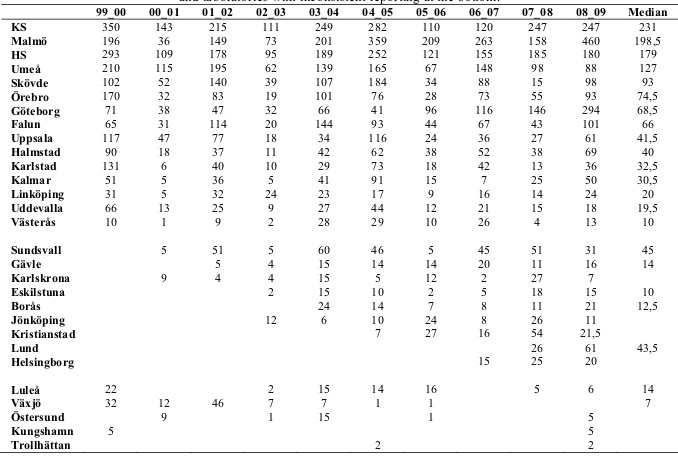 99_00 00_01 01_02 02_03 03_04 04_05 05_06 06_07 07_08 08_09 Median
KS 350 143 215 111 249 282 110 120 247 247 231
Malmö 196 36 149 73 201 359 209 263 158 460 198,5
HS 293 109 178 95 189 252 121 155 185 180 179
Umeå 210 115 195 62 139 165 67 148 98 88 127
Skövde 102 52 140 39 107 184 34 88 15 98 93
Örebro 170 32 83 19 101 76 28 73 55 93 74,5
Göteborg 71 38 47 32 66 41 96 116 146 294 68,5
Falun 65 31 114 20 144 93 44 67 43 101 66
Uppsala 117 47 77 18 34 116 24 36 27 61 41,5
Halmstad 90 18 37 11 42 62 38 52 38 69 40
Karlstad 131 6 40 10 29 73 18 42 13 36 32,5
Kalmar 51 5 36 5 41 91 15 7 25 50 30,5
Linköping 31 5 32 24 23 17 9 16 14 24 20
Uddevalla 66 13 25 9 27 44 12 21 15 18 19,5
Västerås 10 1 9 2 28 29 10 26 4 13 10
Sundsvall 5 51 5 60 46 5 45 51 31 45
Gävle 5 4 15 14 14 20 11 16 14
Karlskrona 9 4 4 15 5 12 2 27 7
Eskilstuna 2 15 10 2 5 18 15 10
Borås 24 14 7 8 11 21 12,5
Jönköping 12 6 10 24 8 26 11
Kristianstad 7 27 16 54 21,5
Lund 26 61 43,5
Helsingborg 15 25 20
Luleå 22 2 15 14 16 5 6 14
Växjö 32 12 46 7 7 1 1 7
Östersund 9 1 15 1 5
Kungshamn 5 5
Trollhättan 2 2